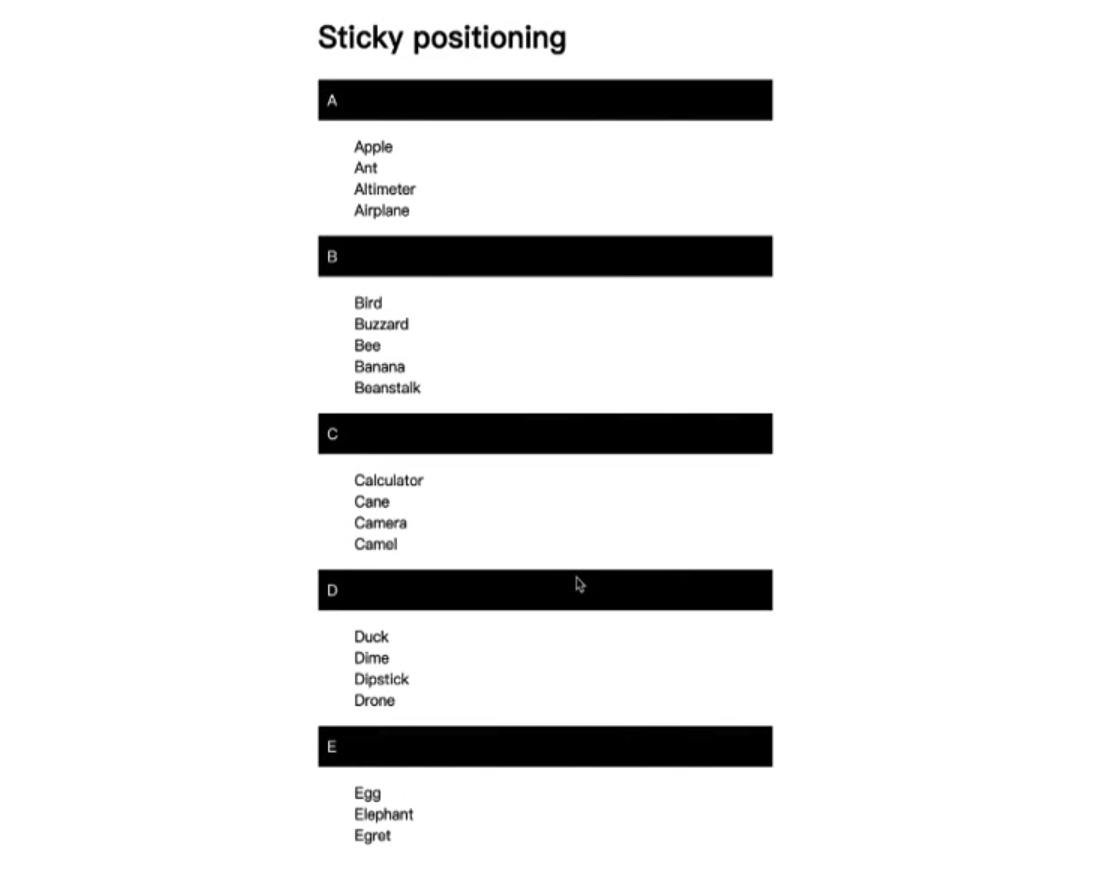 Sticky positioning
A
Apple
Ant
Altimeter
Airplane
B
Bird
Buzzard
Bee
Banana
Beanstalk
C
Calculator
Cane
Camera
Camel
D
Duck
Dime
Dipstick
Drone
E
Egg
Elephant
Egret